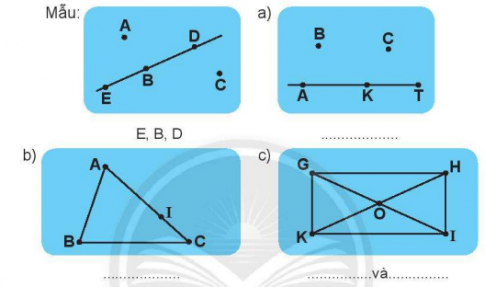 Mẫu:
A
D
B
C
E
E, B, D
a)
B
C
A K T
...................
b)
A
I
B C
...................
c)
G H
O
K I
................và...............